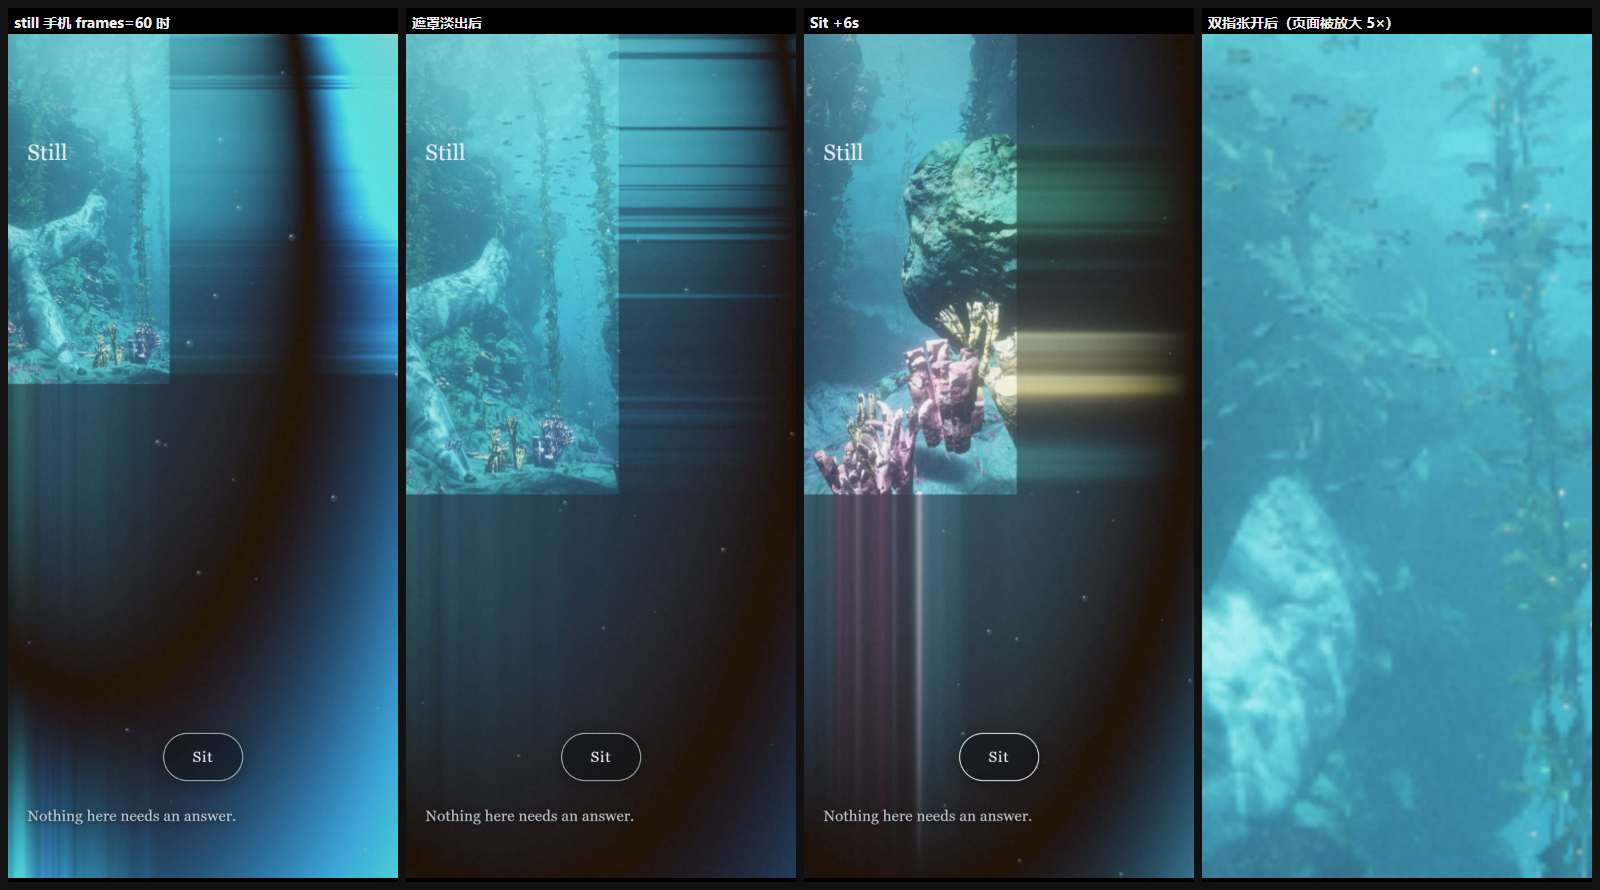 still 手机 frames=60 时
遮罩淡出后
Sit +6s
双指张开后（页面被放大 5×）
Still
Still
Still
Sit
Sit
Sit
Nothing here needs an answer.
Nothing here needs an answer.
Nothing here needs an answer.